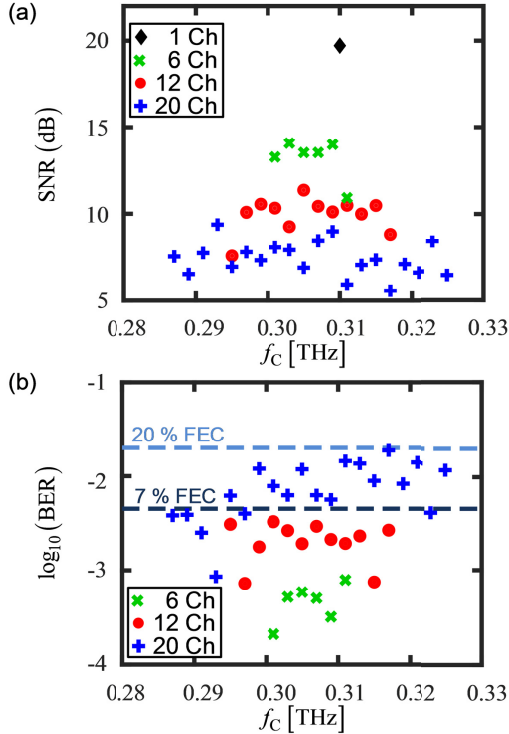 (a)
20
15
10
5
SNR (dB)
1 Ch
6 Ch
12 Ch
20 Ch
0.28 0.29 0.30 0.31 0.32 0.33
fC [THz]
(b)
-1
-2
-3
-4
log10(BER)
20 % FEC
7 % FEC
6 Ch
12 Ch
20 Ch
0.28 0.29 0.30 0.31 0.32 0.33
fC [THz]